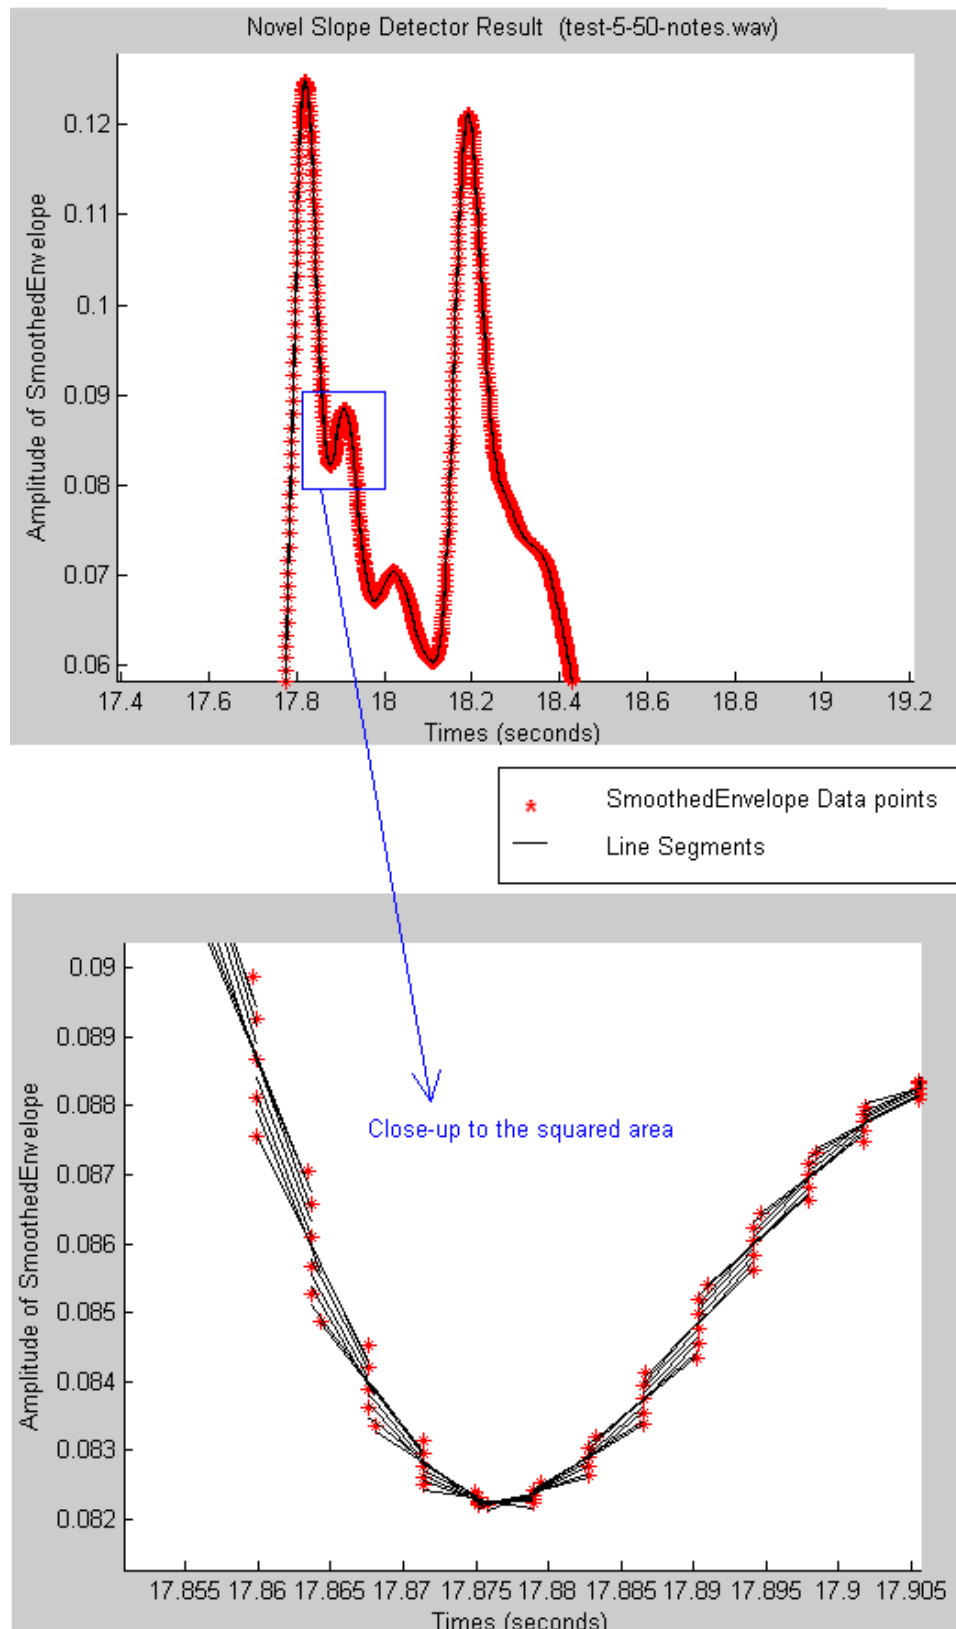 Novel Slope Detector Result (test-5-50-notes.wav)
Amplitude of SmoothedEnvelope
0.12
0.11
0.1
0.09
0.08
0.07
0.06
17.4 17.6 17.8 18 18.2 18.4 18.6 18.8 19 19.2
Times (seconds)
SmoothedEnvelope Data points
Line Segments
Amplitude of SmoothedEnvelope
0.09
0.089
0.088
0.087
0.086
0.085
0.084
0.083
0.082
Close-up to the squared area
17.855 17.86 17.865 17.87 17.875 17.88 17.885 17.89 17.895 17.9 17.905
Times (seconds)